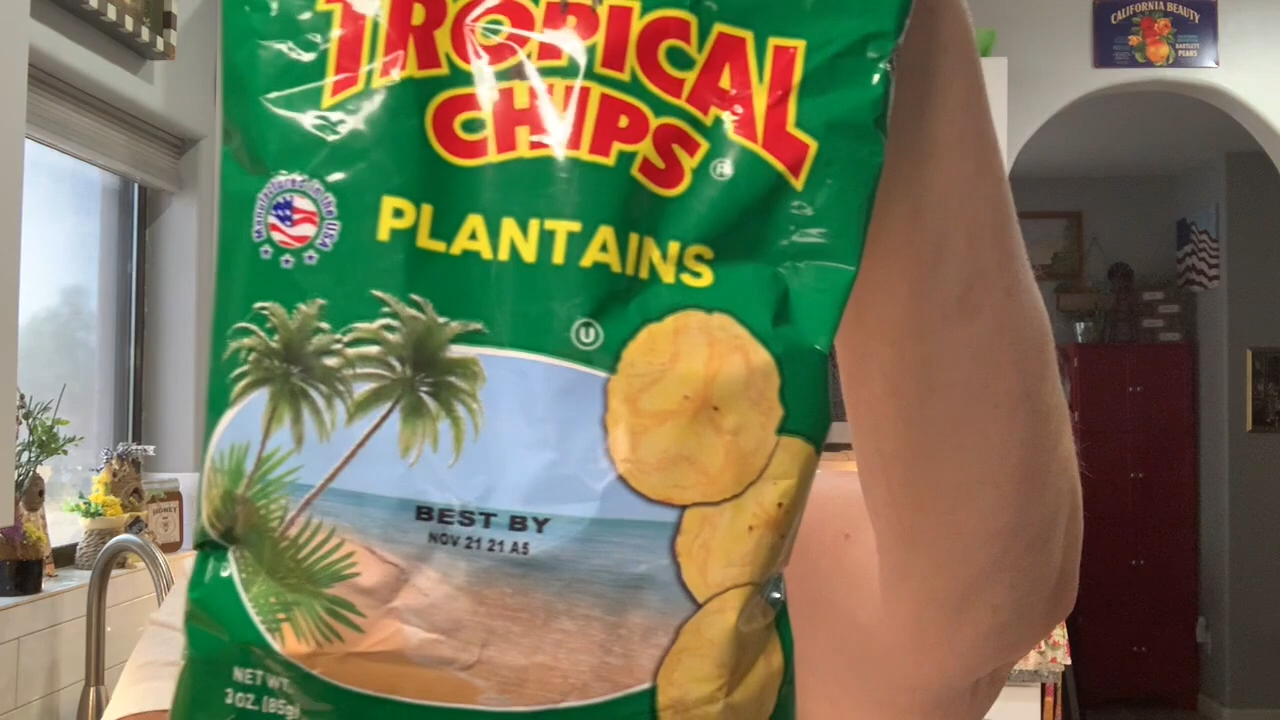 TROPICAL
CHIPS
®
PLANTAINS
Manufactured in the USA
U
BEST BY
NOV 21 21 A5
NET WT.
3 OZ. (85g)
CALIFORNIA BEAUTY
BARTLETT
PEARS
HONEY